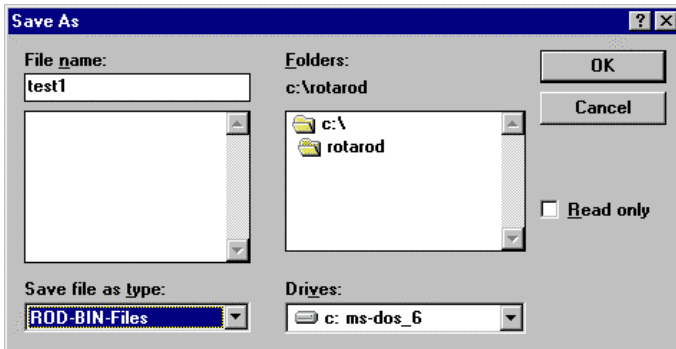 Save As
File name:
test1
Folders:
c:\rotarod
c:\
rotarod
OK
Cancel
Read only
Save file as type:
ROD-BIN-Files
Drives:
c: ms-dos_6